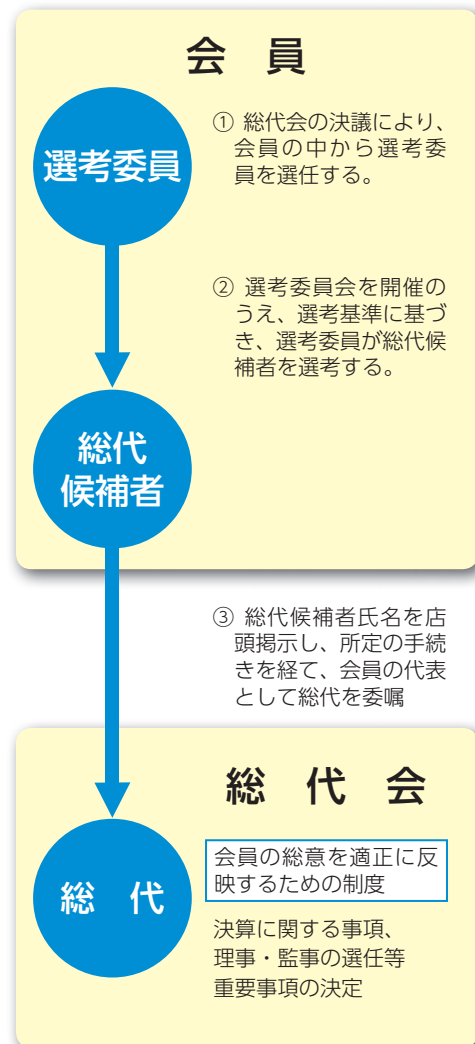 会　員
選考委員
① 総代会の決議により、
会員の中から選考委
員を選任する。
② 選考委員会を開催の
うえ、選考基準に基づ
き、選考委員が総代候
補者を選考する。
総代
候補者
③ 総代候補者氏名を店
頭掲示し、所定の手続
きを経て、会員の代表
として総代を委嘱
総　代　会
総　代
会員の総意を適正に反
映するための制度
決算に関する事項、
理事・監事の選任等
重要事項の決定